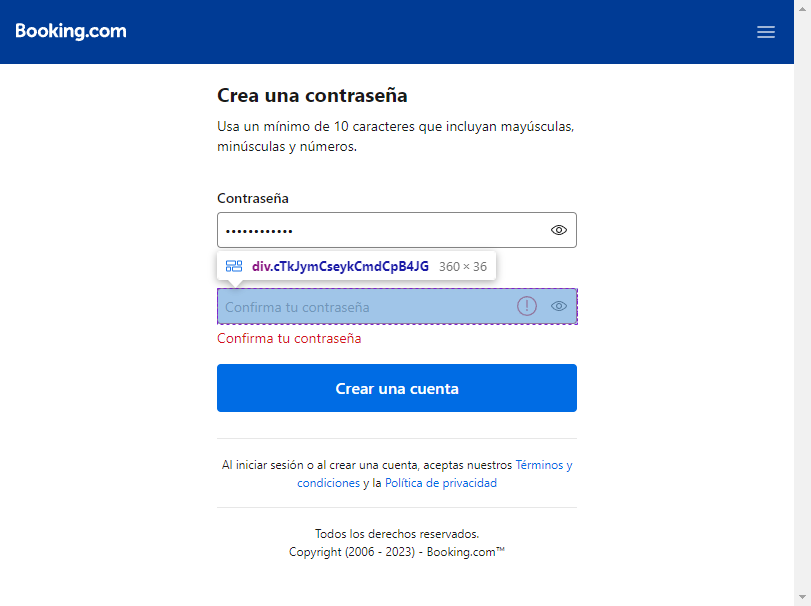 Booking.com
Crea una contraseña
Usa un mínimo de 10 caracteres que incluyan mayúsculas,
minúsculas y números.
Contraseña
••••••••••••
div.cTkJymCseykCmdCpB4JG 360 × 36
Confirma tu contraseña
Confirma tu contraseña
Crear una cuenta
Al iniciar sesión o al crear una cuenta, aceptas nuestros Términos y
condiciones y la Política de privacidad
Todos los derechos reservados.
Copyright (2006 - 2023) - Booking.com™